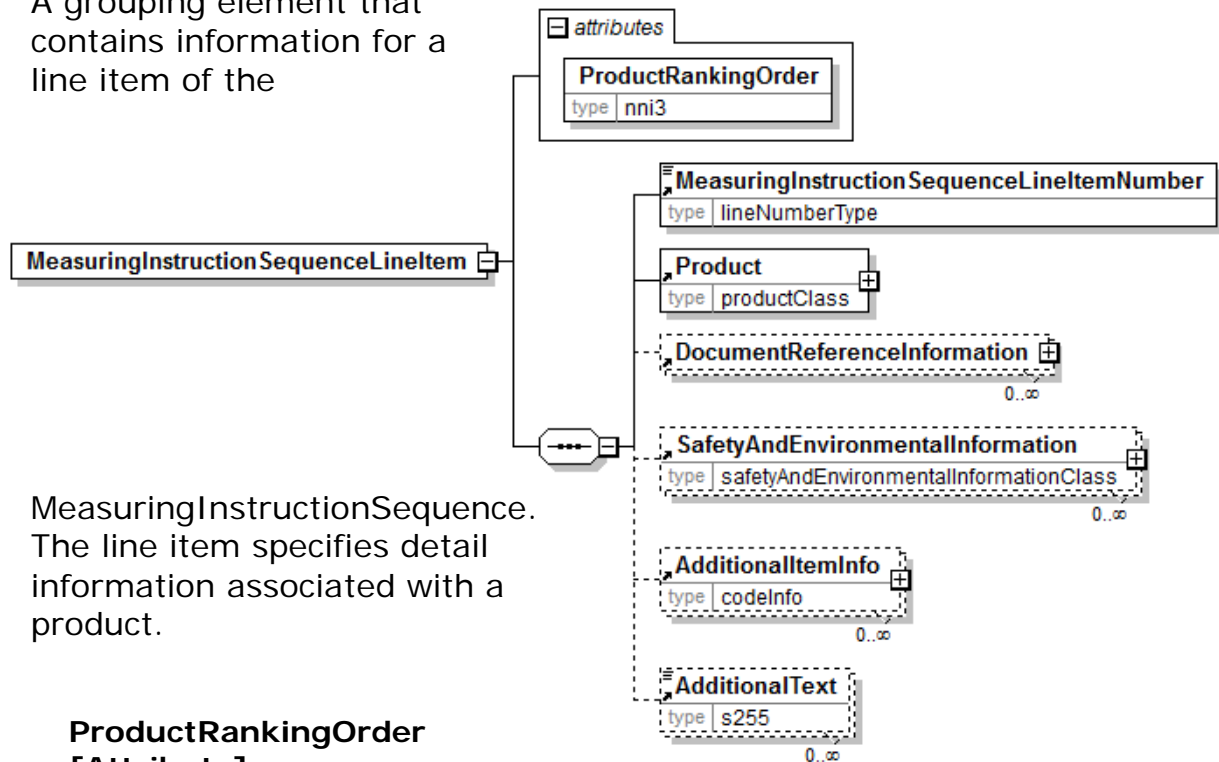 A grouping element that
contains information for a
line item of the
attributes
ProductRankingOrder
type nni3
MeasuringInstructionSequenceLineItem
MeasuringInstructionSequenceLineItemNumber
type lineNumberType
Product
type productClass
DocumentReferenceInformation
0..∞
SafetyAndEnvironmentalInformation
type safetyAndEnvironmentalInformationClass
0..∞
AdditionalItemInfo
type codeInfo
0..∞
AdditionalText
type s255
0..∞
MeasuringInstructionSequence.
The line item specifies detail
information associated with a
product.
ProductRankingOrder
[Attribute]